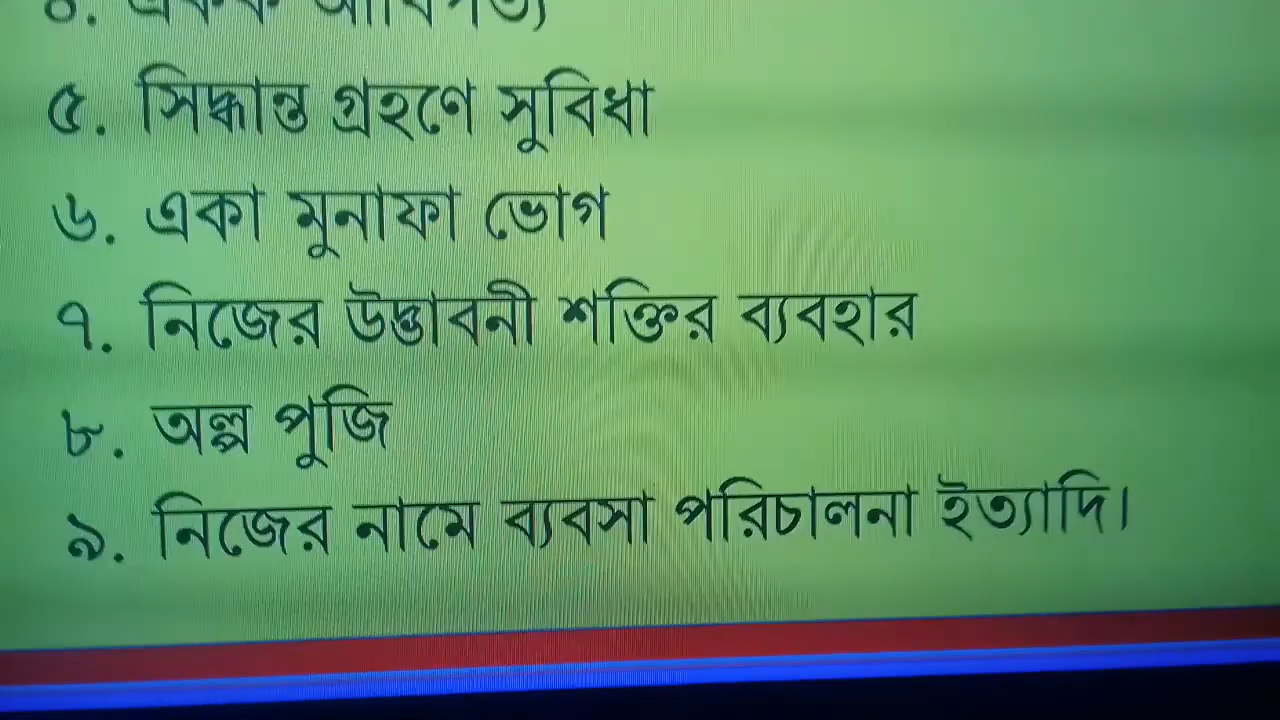 ৫. সিদ্ধান্ত গ্রহণে সুবিধা
৬. একা মুনাফা ভোগ
৭. নিজের উদ্ভাবনী শক্তির ব্যবহার
৮. অল্প পুজি
৯. নিজের নামে ব্যবসা পরিচালনা ইত্যাদি।